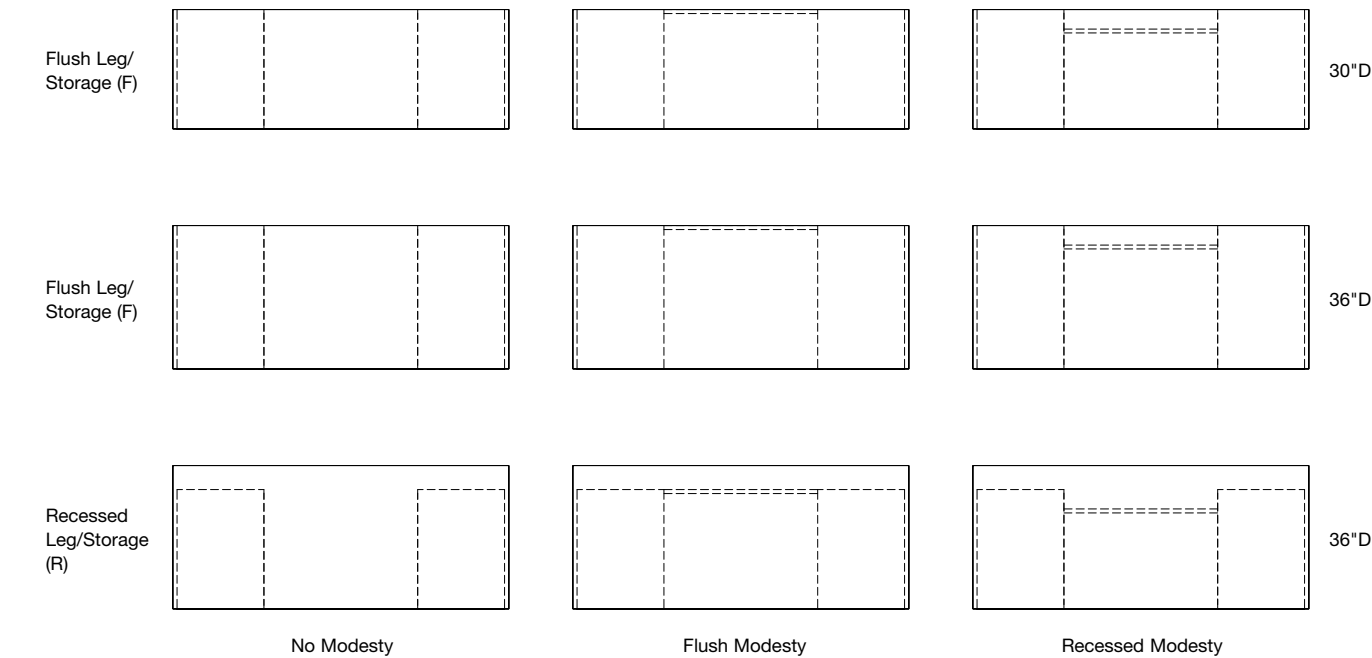 Flush Leg/
Storage (F)
30"D
Flush Leg/
Storage (F)
36"D
Recessed
Leg/Storage
(R)
36"D
No Modesty
Flush Modesty
Recessed Modesty